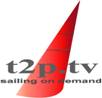 t2p.tv
sailing on demand